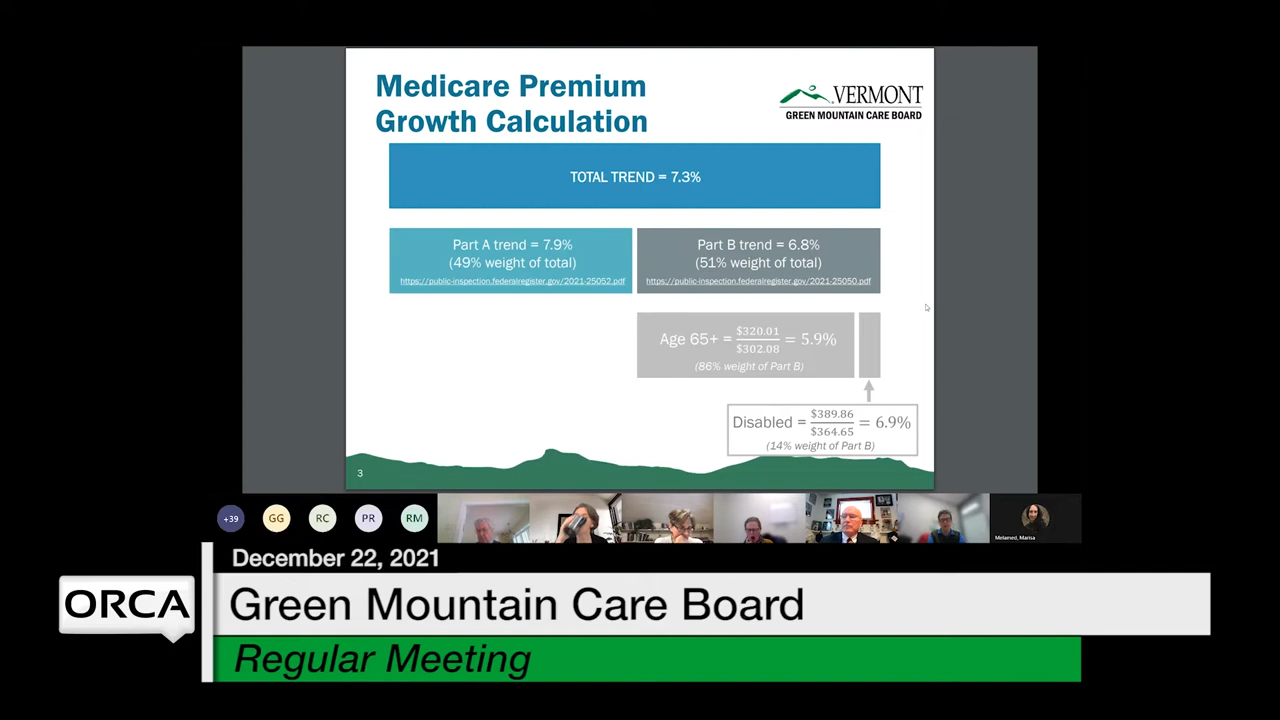 Medicare Premium
Growth Calculation
VERMONT
GREEN MOUNTAIN CARE BOARD
TOTAL TREND = 7.3%
Part A trend = 7.9%
(49% weight of total)
https://public-inspection.federalregister.gov/2021-25052.pdf
Part B trend = 6.8%
(51% weight of total)
https://public-inspection.federalregister.gov/2021-25050.pdf
Age 65+ = $320.01/$302.08 = 5.9%
(86% weight of Part B)
Disabled = $389.86/$364.65 = 6.9%
(14% weight of Part B)
3
+39 GG RC PR RM
Melamed, Marisa
December 22, 2021
ORCA
Green Mountain Care Board
Regular Meeting